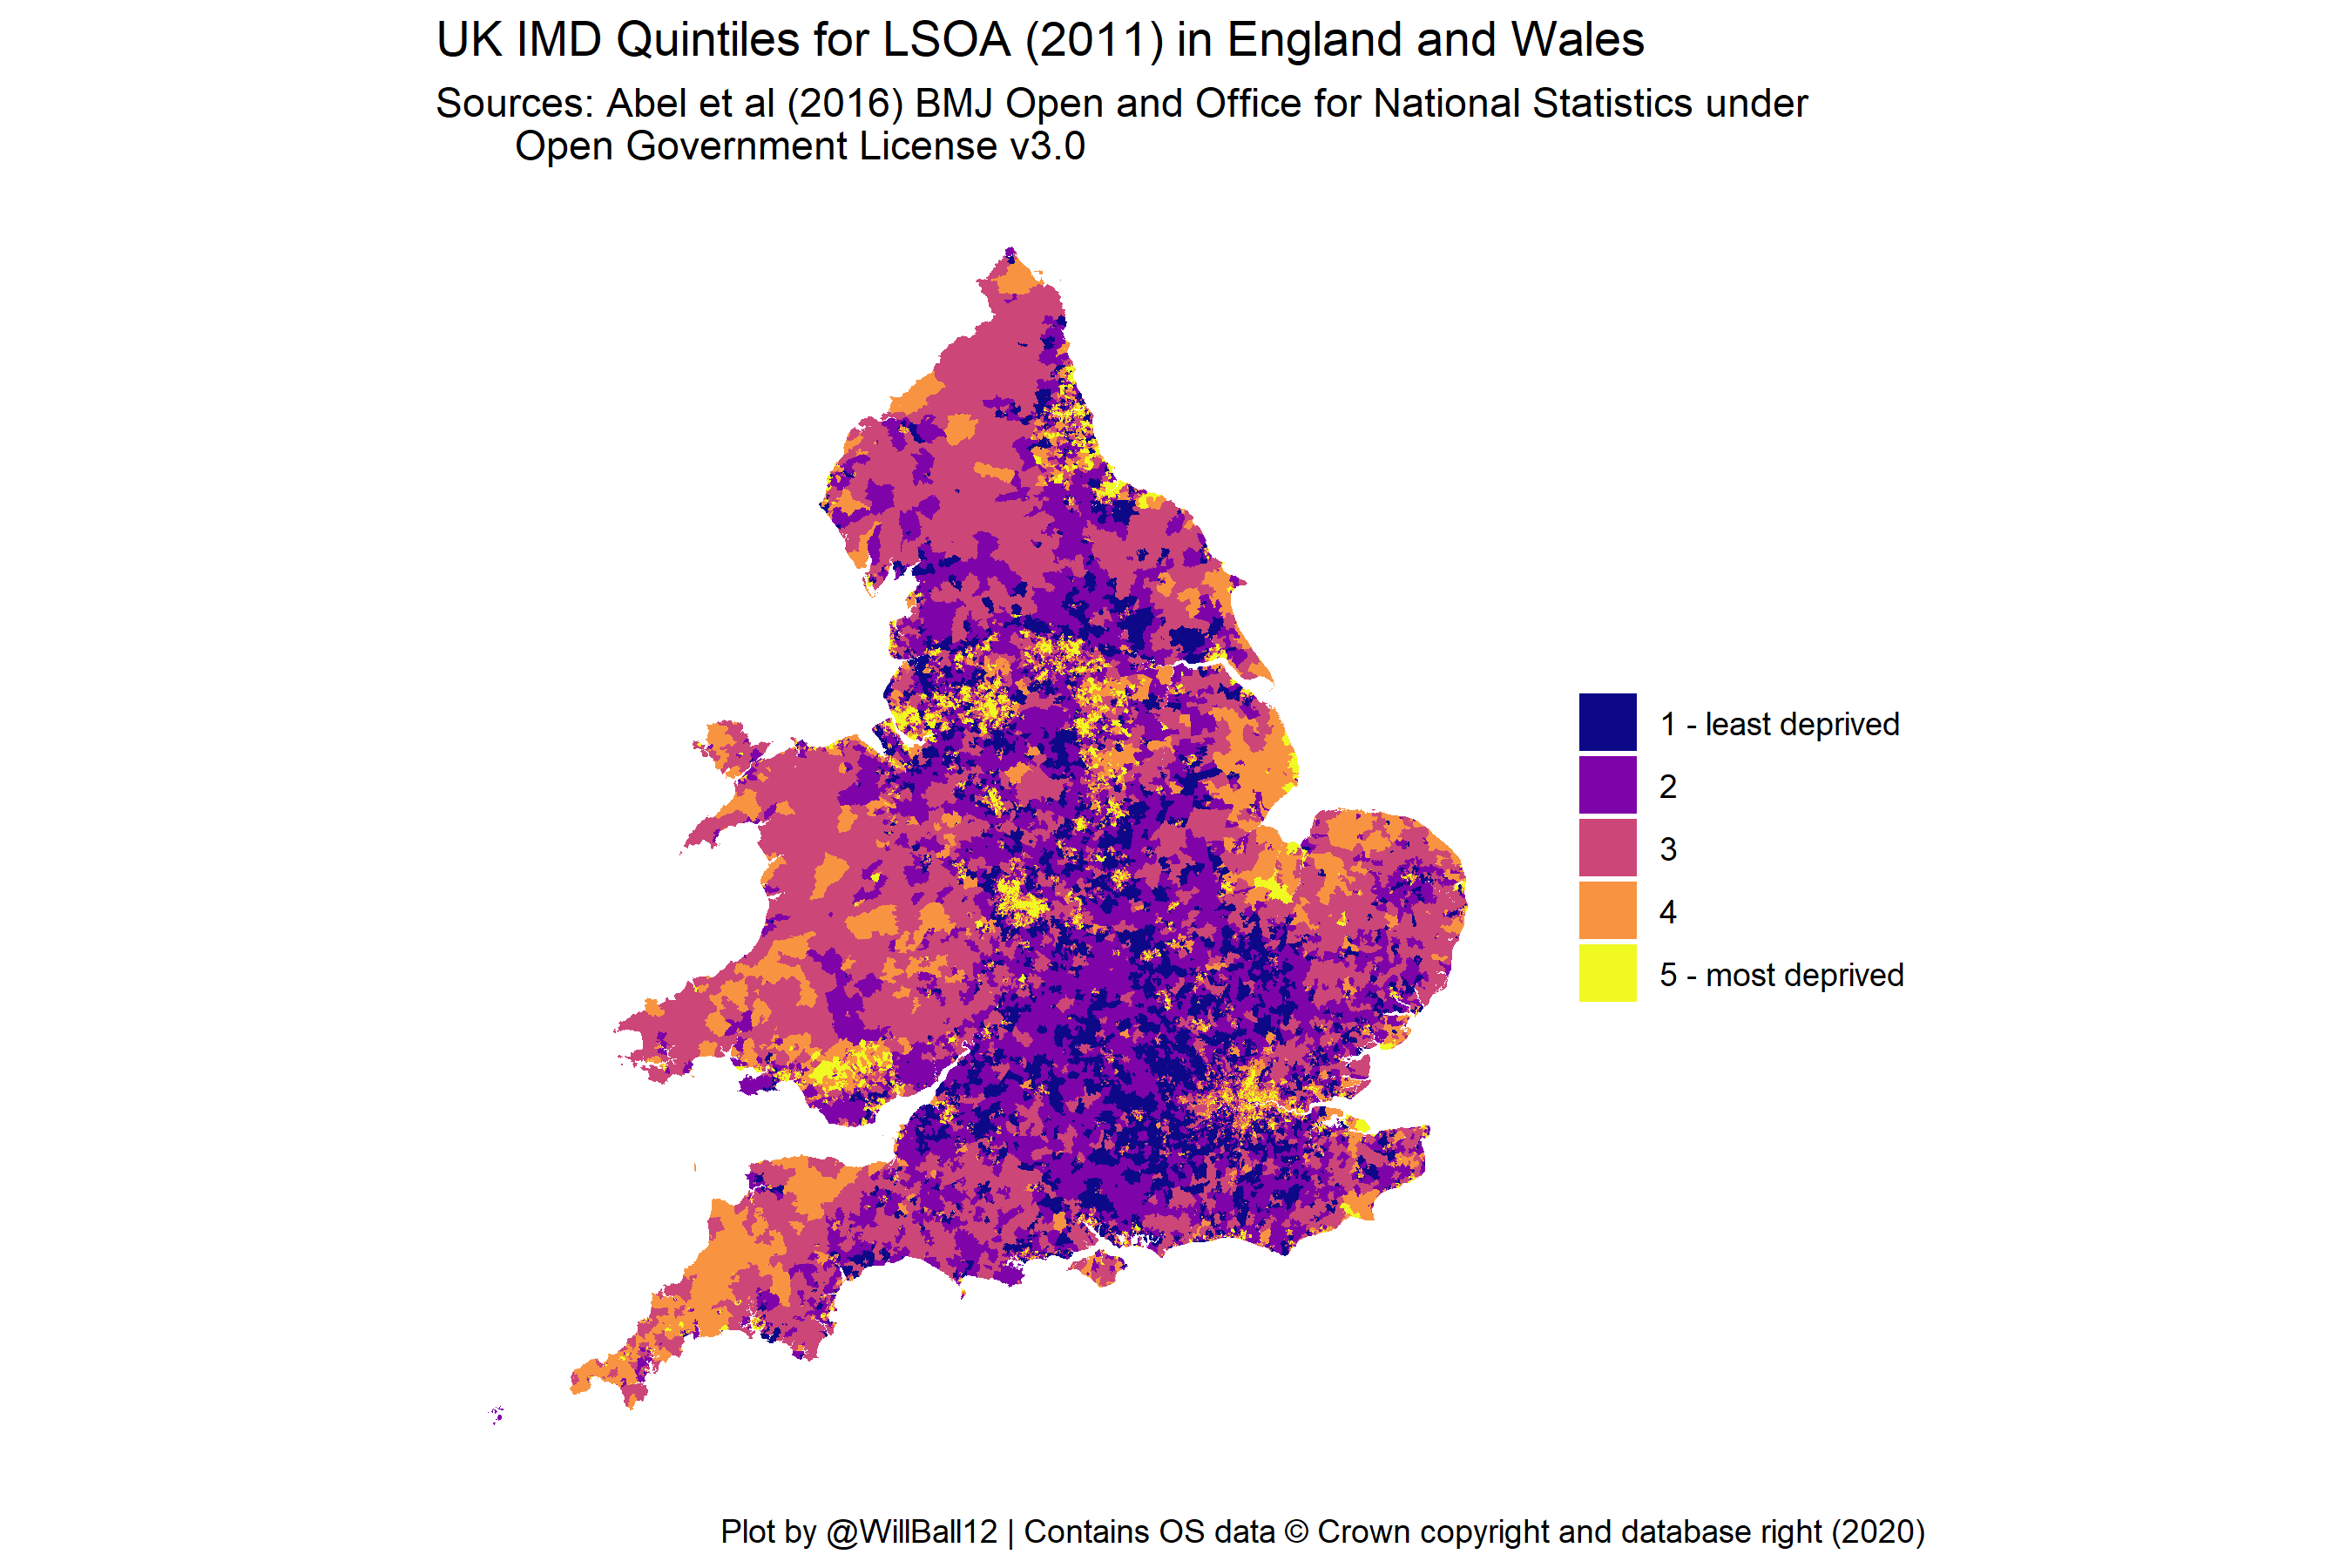 UK IMD Quintiles for LSOA (2011) in England and Wales
Sources: Abel et al (2016) BMJ Open and Office for National Statistics under
Open Government License v3.0
1 - least deprived
2
3
4
5 - most deprived
Plot by @WillBall12 | Contains OS data © Crown copyright and database right (2020)